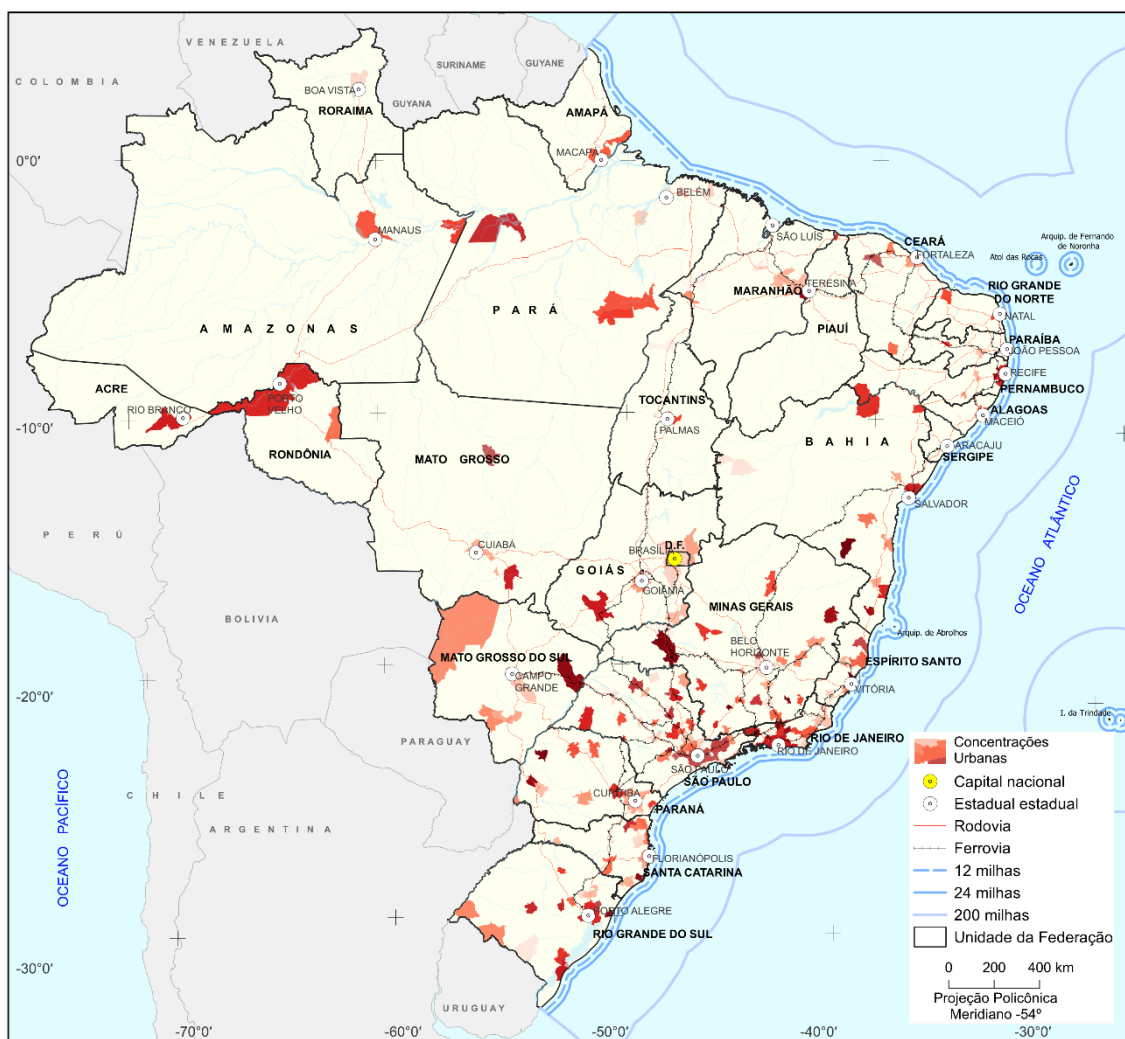 VENEZUELA
COLOMBIA
SURINAME
GUYANE
GUYANA
BOA VISTA
RORAIMA
AMAPÁ
MACAPÁ
0°0'
BELÉM
MANAUS
SÃO LUÍS
CEARÁ
FORTALEZA
Arquip. de Fernando
de Noronha
Atol das Rocas
RIO GRANDE
DO NORTE
NATAL
MARANHÃO
TERESINA
PARÁ
AMAZONAS
PIAUÍ
PARAÍBA
JOÃO PESSOA
RECIFE
PERNAMBUCO
ACRE
RIO BRANCO
PORTO
VELHO
TOCANTINS
PALMAS
ALAGOAS
MACEIÓ
-10°0'
RONDÔNIA
MATO GROSSO
BAHIA
ARACAJU
SERGIPE
SALVADOR
PERÚ
CUIABÁ
BRASÍLIA
D.F.
GOIÁS
GOIÂNIA
OCEANO ATLÂNTICO
BOLIVIA
MINAS GERAIS
Arquip. de Abrolhos
MATO GROSSO DO SUL
CAMPO
GRANDE
BELO
HORIZONTE
ESPÍRITO SANTO
VITÓRIA
-20°0'
I. da Trindade
PARAGUAY
RIO DE JANEIRO
RIO DE JANEIRO
SÃO PAULO
SÃO PAULO
CHILE
CURITIBA
PARANÁ
ARGENTINA
OCEANO PACÍFICO
FLORIANÓPOLIS
SANTA CATARINA
PORTO ALEGRE
RIO GRANDE DO SUL
-30°0'
URUGUAY
-70°0'
-60°0'
-50°0'
-40°0'
-30°0'
Concentrações
Urbanas
Capital nacional
Estadual estadual
Rodovia
Ferrovia
12 milhas
24 milhas
200 milhas
Unidade da Federação
0 200 400 km
Projeção Policônica
Meridiano -54º